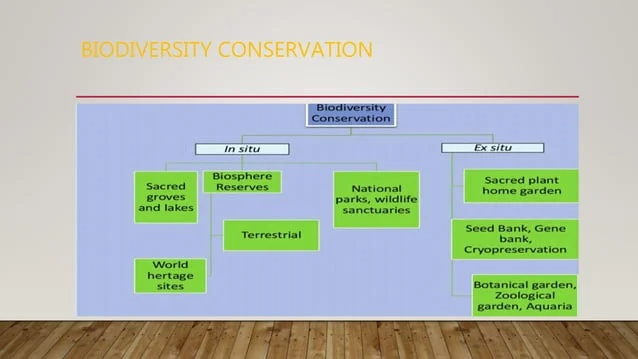 BIODIVERSITY CONSERVATION
Biodiversity
Conservation
In situ
Ex situ
Sacred
groves
and lakes
Biosphere
Reserves
National
parks, wildlife
sanctuaries
Terrestrial
World
hertage
sites
Sacred plant
home garden
Seed Bank, Gene
bank,
Cryopreservation
Botanical garden,
Zoological
garden, Aquaria